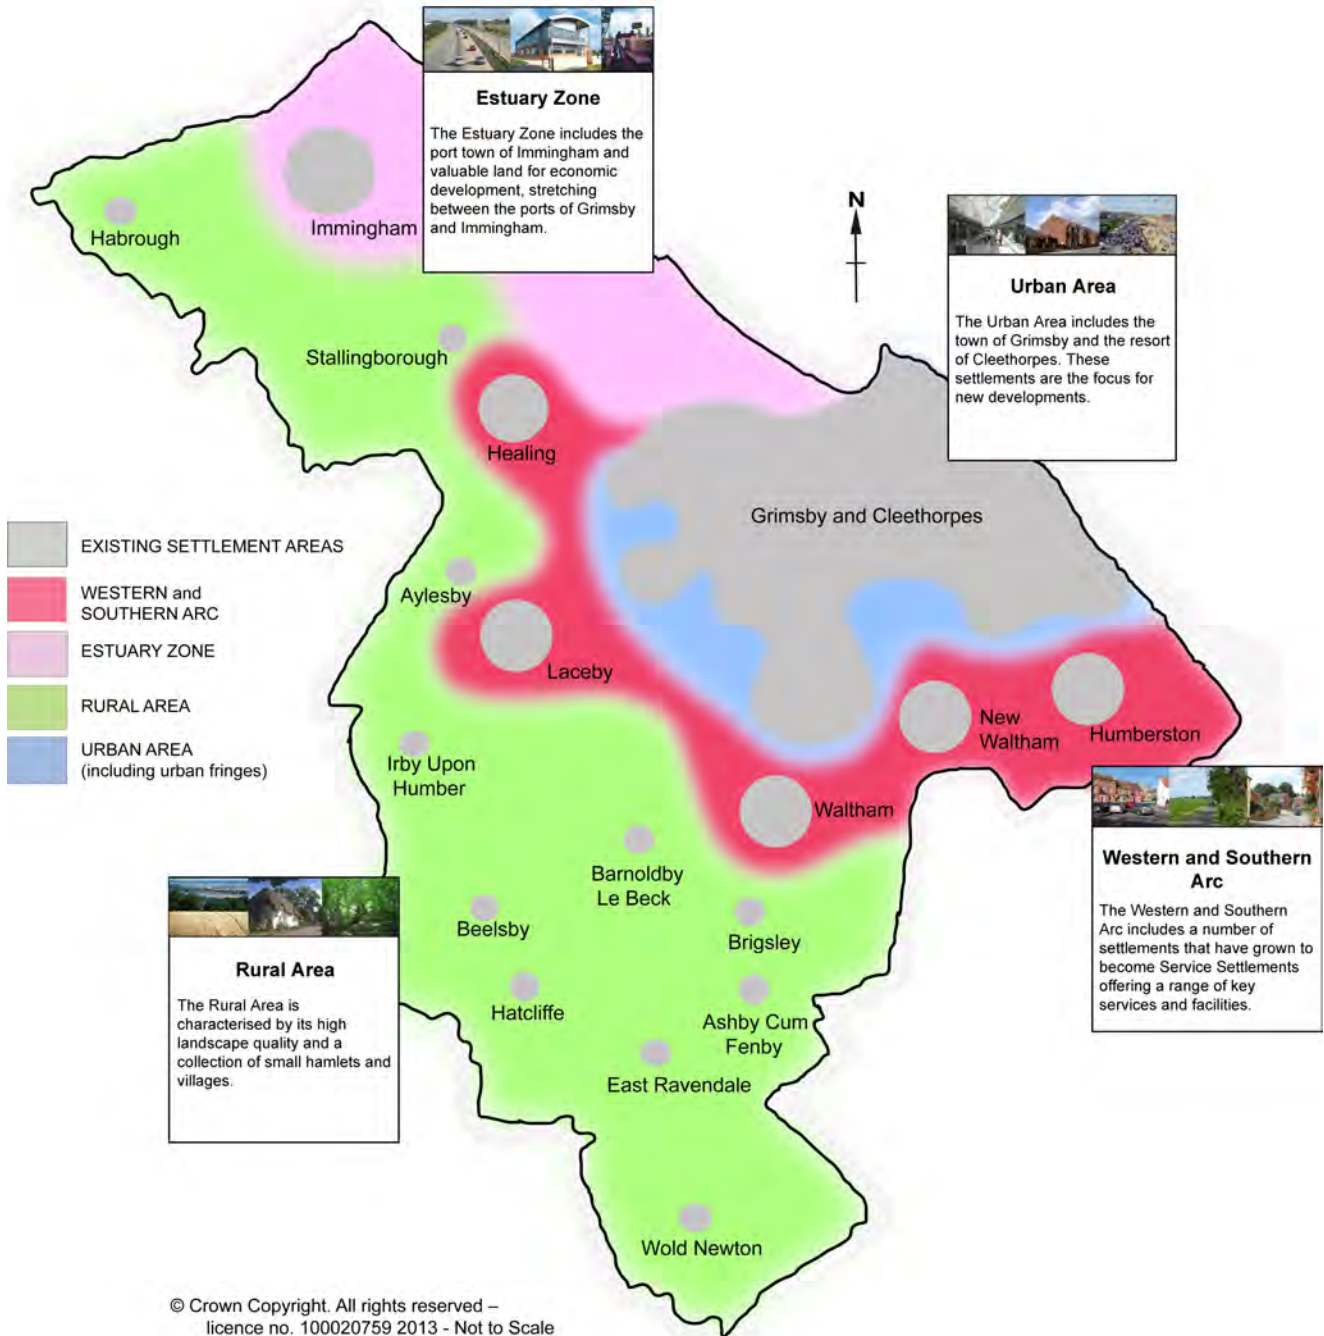 Estuary Zone
The Estuary Zone includes the
port town of Immingham and
valuable land for economic
development, stretching
between the ports of Grimsby
and Immingham.
N
Urban Area
The Urban Area includes the
town of Grimsby and the resort
of Cleethorpes. These
settlements are the focus for
new developments.
Habrough
Immingham
Stallingborough
Healing
Grimsby and Cleethorpes
EXISTING SETTLEMENT AREAS
WESTERN and
SOUTHERN ARC
ESTUARY ZONE
RURAL AREA
URBAN AREA
(including urban fringes)
Aylesby
Laceby
Irby Upon
Humber
New
Waltham
Humberston
Waltham
Barnoldby
Le Beck
Beelsby
Brigsley
Hatcliffe
Ashby Cum
Fenby
East Ravendale
Wold Newton
Western and Southern
Arc
The Western and Southern
Arc includes a number of
settlements that have grown to
become Service Settlements
offering a range of key
services and facilities.
Rural Area
The Rural Area is
characterised by its high
landscape quality and a
collection of small hamlets and
villages.
© Crown Copyright. All rights reserved –
licence no. 100020759 2013 - Not to Scale